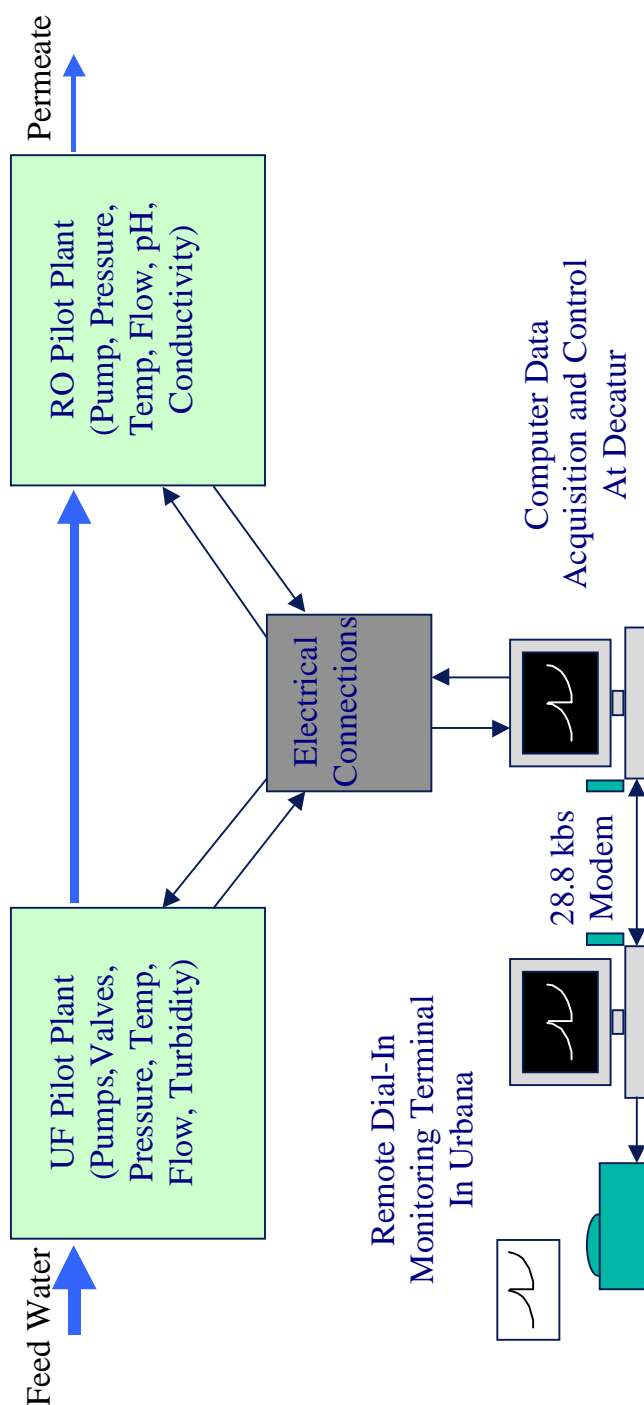 Feed Water
UF Pilot Plant
(Pumps,Valves,
Pressure, Temp,
Flow, Turbidity)
RO Pilot Plant
(Pump, Pressure,
Temp, Flow, pH,
Conductivity)
Permeate
Electrical
Connections
Remote Dial-In
Monitoring Terminal
In Urbana
28.8 kbs
Modem
Computer Data
Acquisition and Control
At Decatur